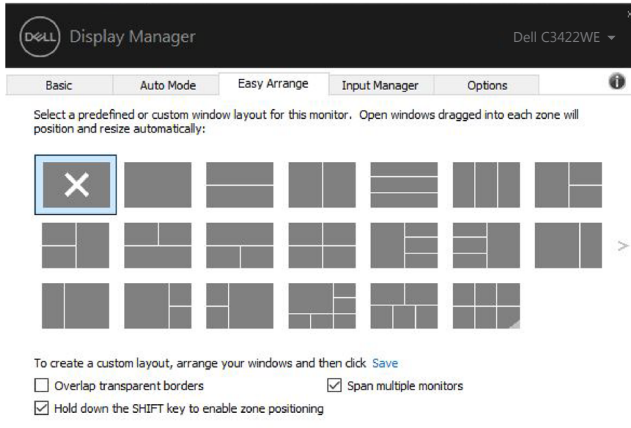 DELL Display Manager Dell C3422WE
Basic Auto Mode Easy Arrange Input Manager Options
Select a predefined or custom window layout for this monitor. Open windows dragged into each zone will
position and resize automatically:
To create a custom layout, arrange your windows and then click Save
Overlap transparent borders Span multiple monitors
Hold down the SHIFT key to enable zone positioning